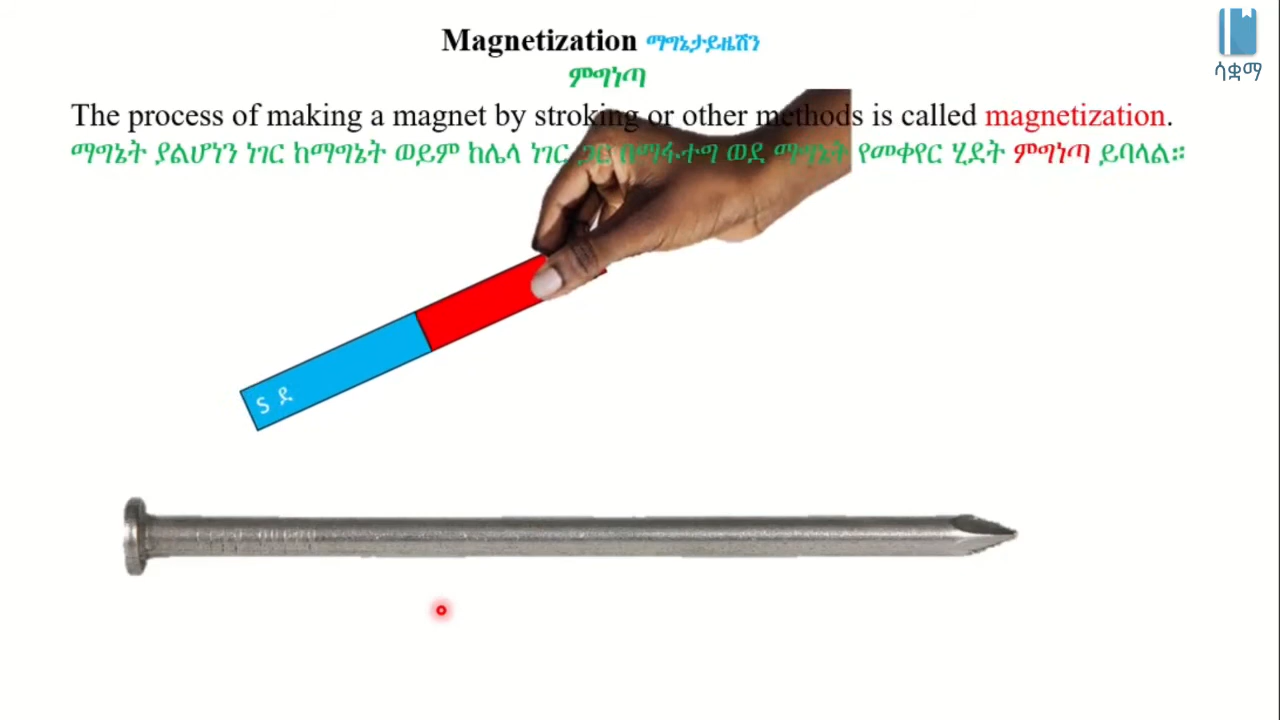 Magnetization ማግኔታይዜሽን
ምግነጣ
The process of making a magnet by stroking or other methods is called magnetization.
ማግኔት ያልሆነን ነገር ከማግኔት ወይም ከሌላ ነገር ጋር በማፋተግ ወደ ማግኔት የመቀየር ሂደት ምግነጣ ይባላል።
ሳቋማ
S ደ